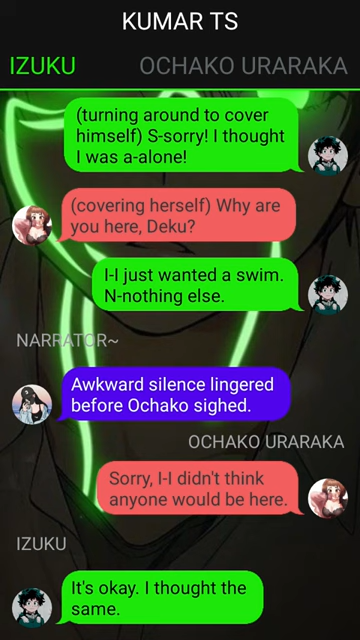 KUMAR TS
IZUKU
OCHAKO URARAKA
(turning around to cover
himself) S-sorry! I thought
I was a-alone!
(covering herself) Why are
you here, Deku?
I-I just wanted a swim.
N-nothing else.
NARRATOR~
Awkward silence lingered
before Ochako sighed.
OCHAKO URARAKA
Sorry, I-I didn't think
anyone would be here.
IZUKU
It's okay. I thought the
same.